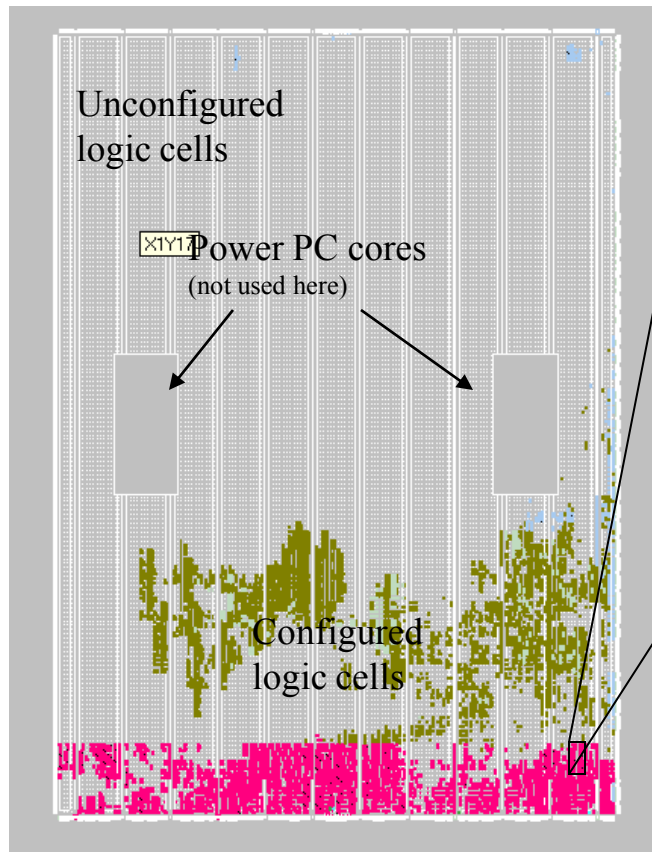 Unconfigured
logic cells
X1Y17
Power PC cores
(not used here)
Configured
logic cells